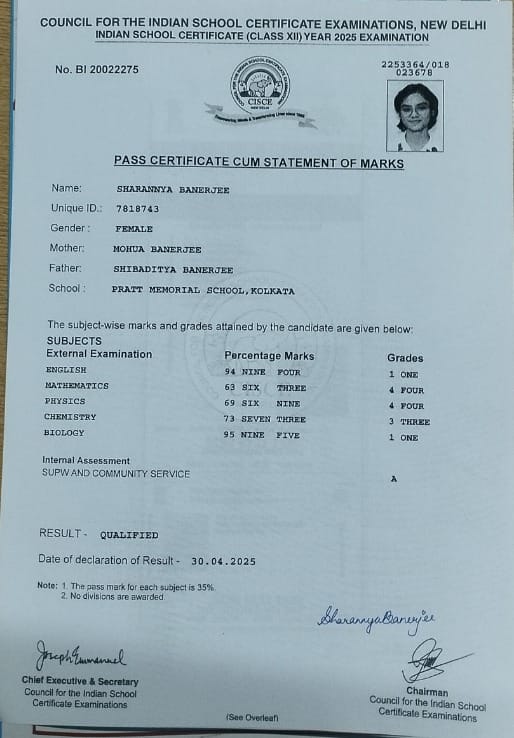 COUNCIL FOR THE INDIAN SCHOOL CERTIFICATE EXAMINATIONS, NEW DELHI
INDIAN SCHOOL CERTIFICATE (CLASS XII) YEAR 2025 EXAMINATION
No. BI 20022275
2253364/018
023678
CISCE
NEW DELHI
PASS CERTIFICATE CUM STATEMENT OF MARKS
Name: SHARANNYA BANERJEE
Unique ID.: 7818743
Gender : FEMALE
Mother: MOHUA BANERJEE
Father: SHIBADITYA BANERJEE
School : PRATT MEMORIAL SCHOOL,KOLKATA
The subject-wise marks and grades attained by the candidate are given below:
SUBJECTS
External Examination Percentage Marks Grades
ENGLISH 94 NINE FOUR 1 ONE
MATHEMATICS 63 SIX THREE 4 FOUR
PHYSICS 69 SIX NINE 4 FOUR
CHEMISTRY 73 SEVEN THREE 3 THREE
BIOLOGY 95 NINE FIVE 1 ONE
Internal Assessment
SUPW AND COMMUNITY SERVICE A
RESULT - QUALIFIED
Date of declaration of Result - 30.04.2025
Note: 1. The pass mark for each subject is 35%.
2. No divisions are awarded.
Sharannya Banerjee
Joseph Emmanuel
Chief Executive & Secretary
Council for the Indian School
Certificate Examinations
Chairman
Council for the Indian School
Certificate Examinations
(See Overleaf)